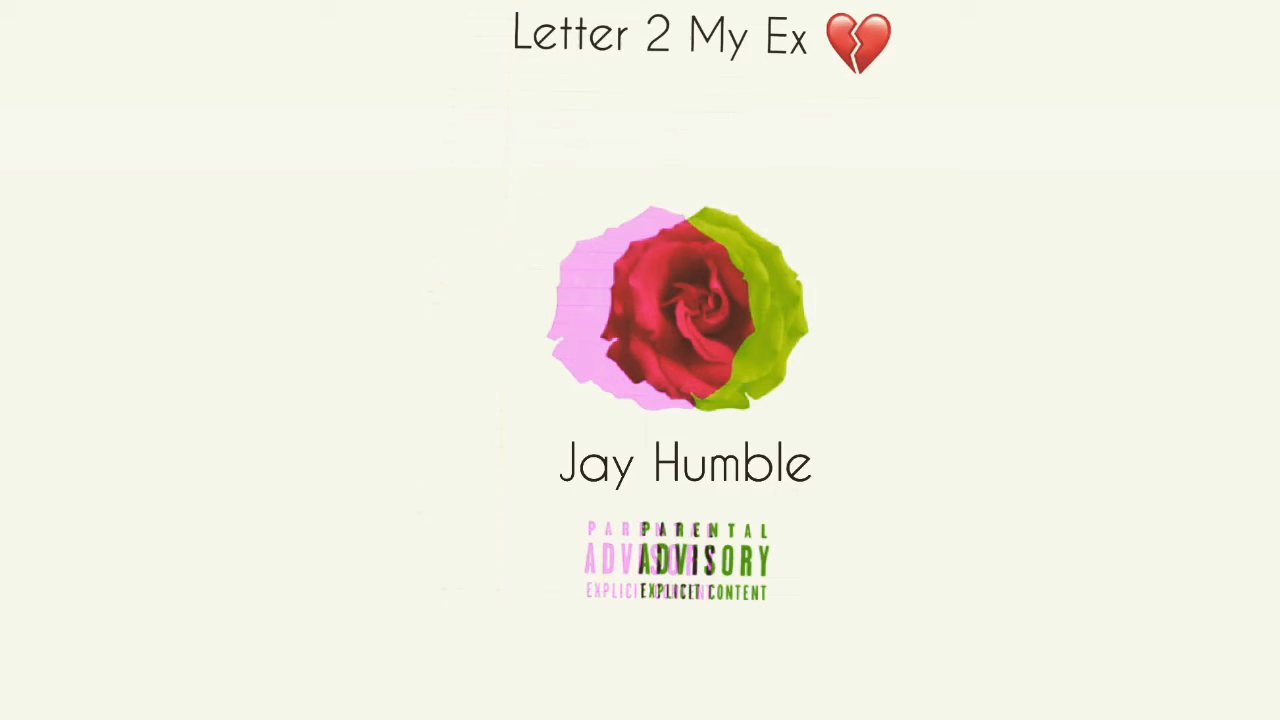 Letter 2 My Ex 💔
Jay Humble
PARENTAL
ADVISORY
EXPLICIT CONTENT